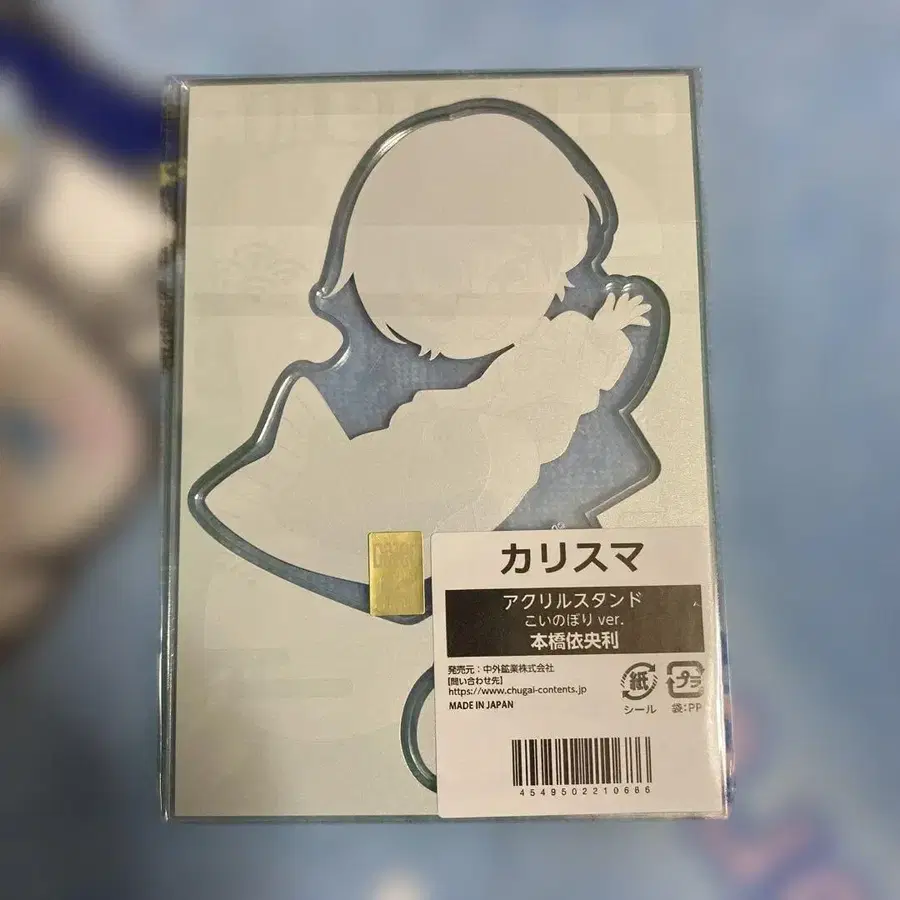 カリスマ
アクリルスタンド
こいのぼり ver.
本橋依央利
発売元：中外鉱業株式会社
【問い合わせ先】
https://www.chugai-contents.jp
MADE IN JAPAN
紙
シール
プラ
袋:PP
4549502210686